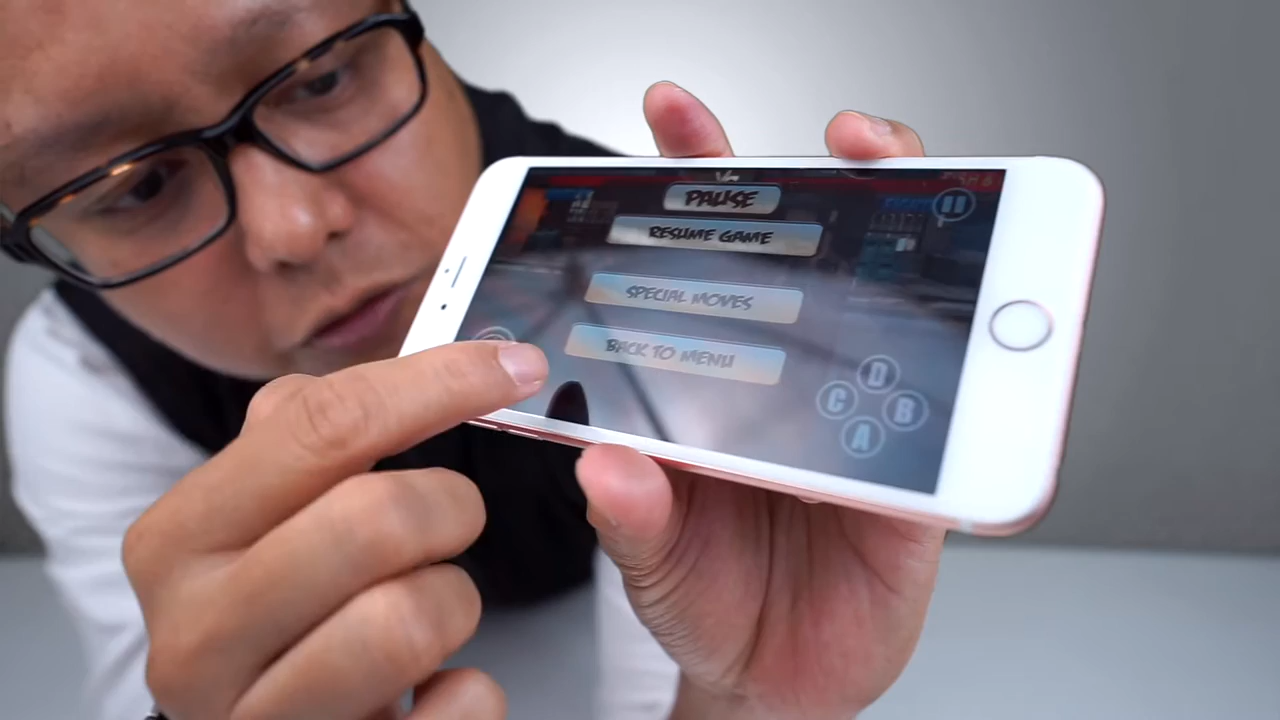 PAUSE
RESUME GAME
SPECIAL MOVES
BACK TO MENU
D
C
B
A